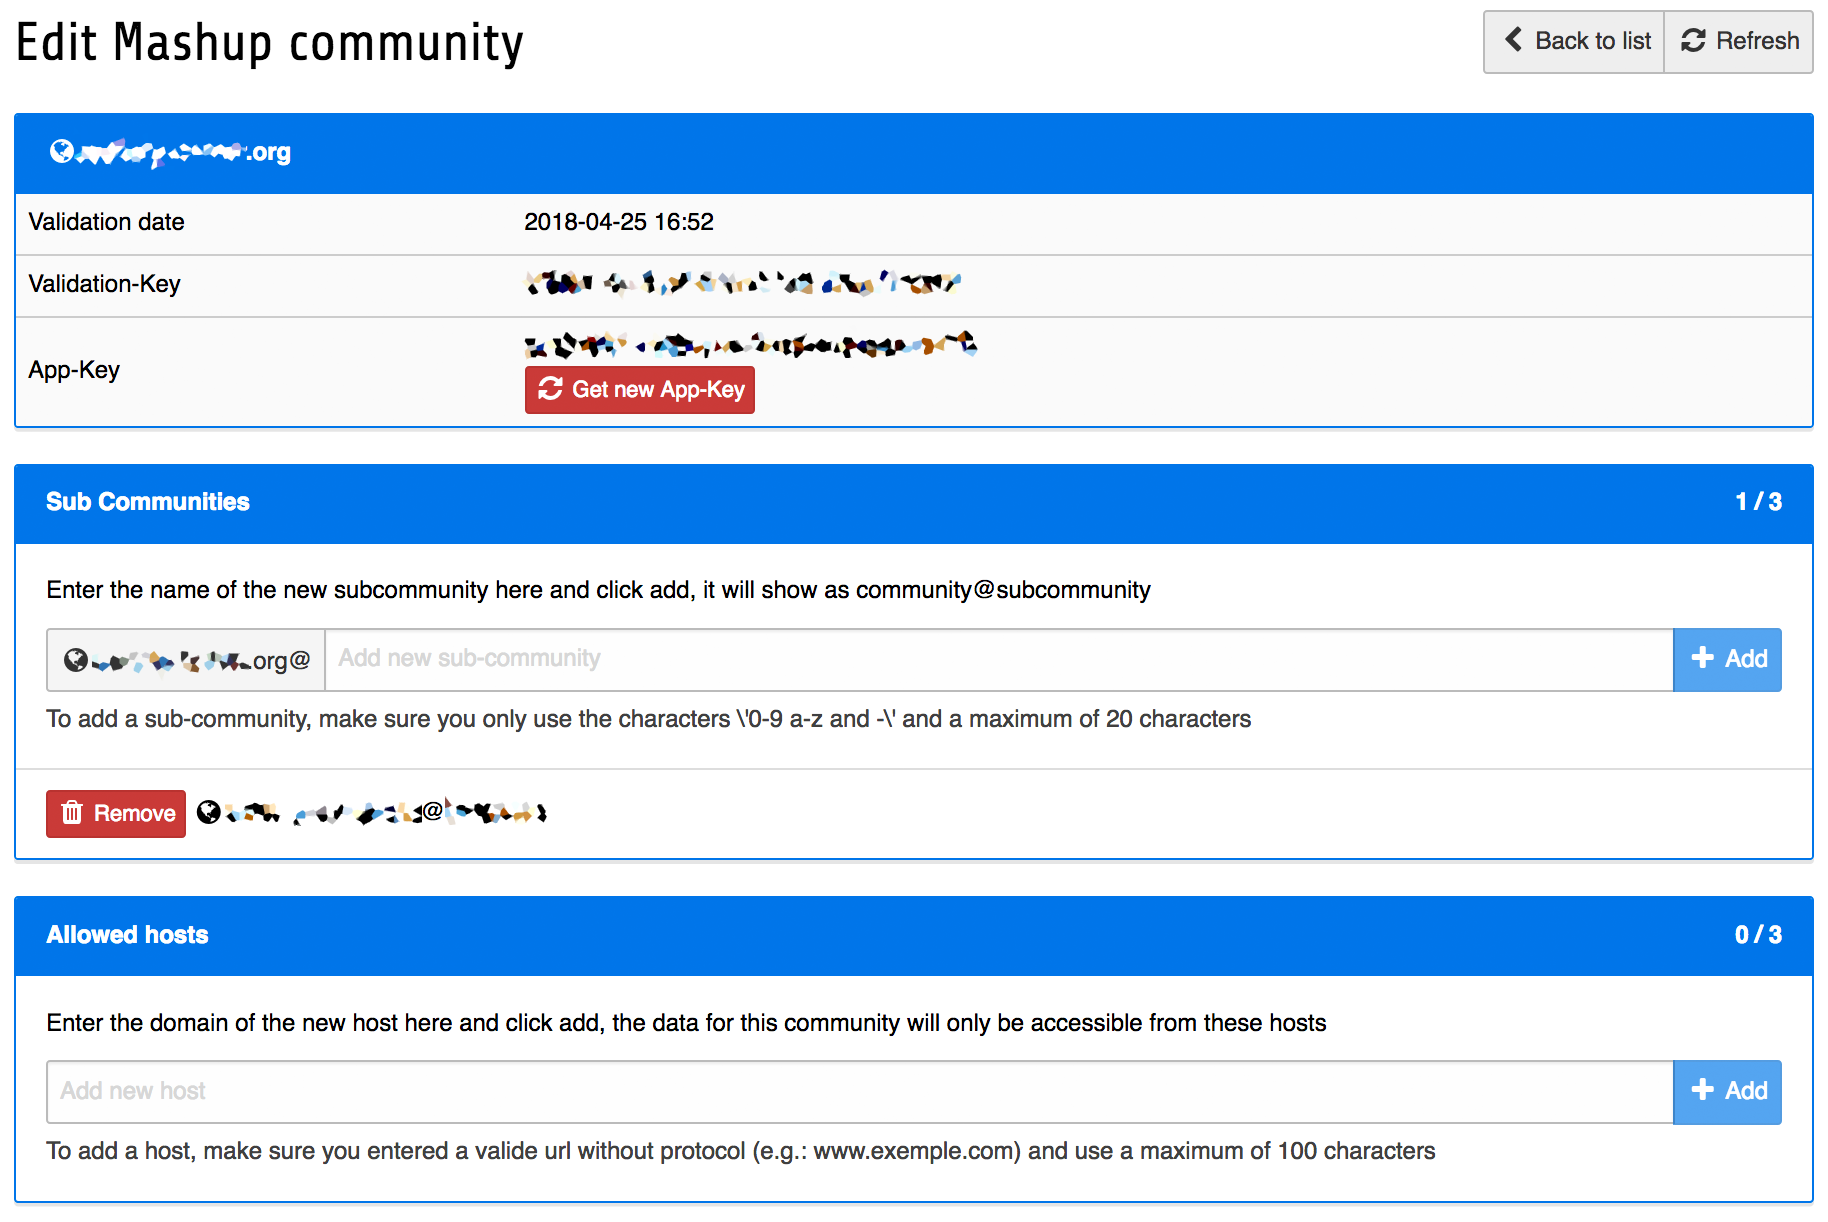 Edit Mashup community
Back to list
Refresh
.org
Validation date
2018-04-25 16:52
Validation-Key
App-Key
Get new App-Key
Sub Communities
1 / 3
Enter the name of the new subcommunity here and click add, it will show as community@subcommunity
.org@
Add new sub-community
Add
To add a sub-community, make sure you only use the characters \'0-9 a-z and -\' and a maximum of 20 characters
Remove
@
Allowed hosts
0 / 3
Enter the domain of the new host here and click add, the data for this community will only be accessible from these hosts
Add new host
Add
To add a host, make sure you entered a valide url without protocol (e.g.: www.exemple.com) and use a maximum of 100 characters